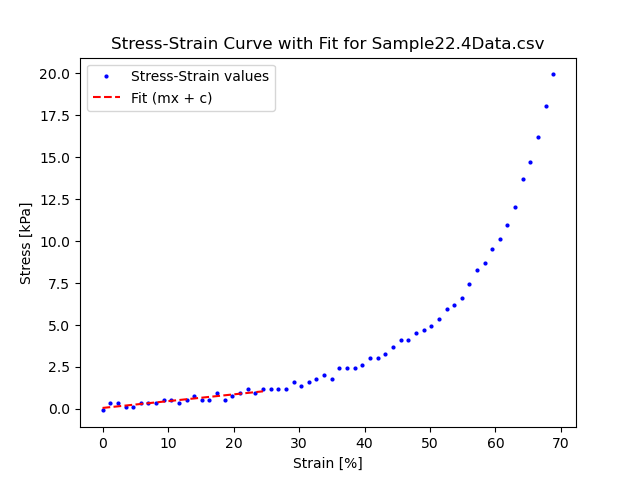 Stress-Strain Curve with Fit for Sample22.4Data.csv
Stress-Strain values
Fit (mx + c)
20.0
17.5
15.0
12.5
10.0
7.5
5.0
2.5
0.0
Stress [kPa]
0 10 20 30 40 50 60 70
Strain [%]